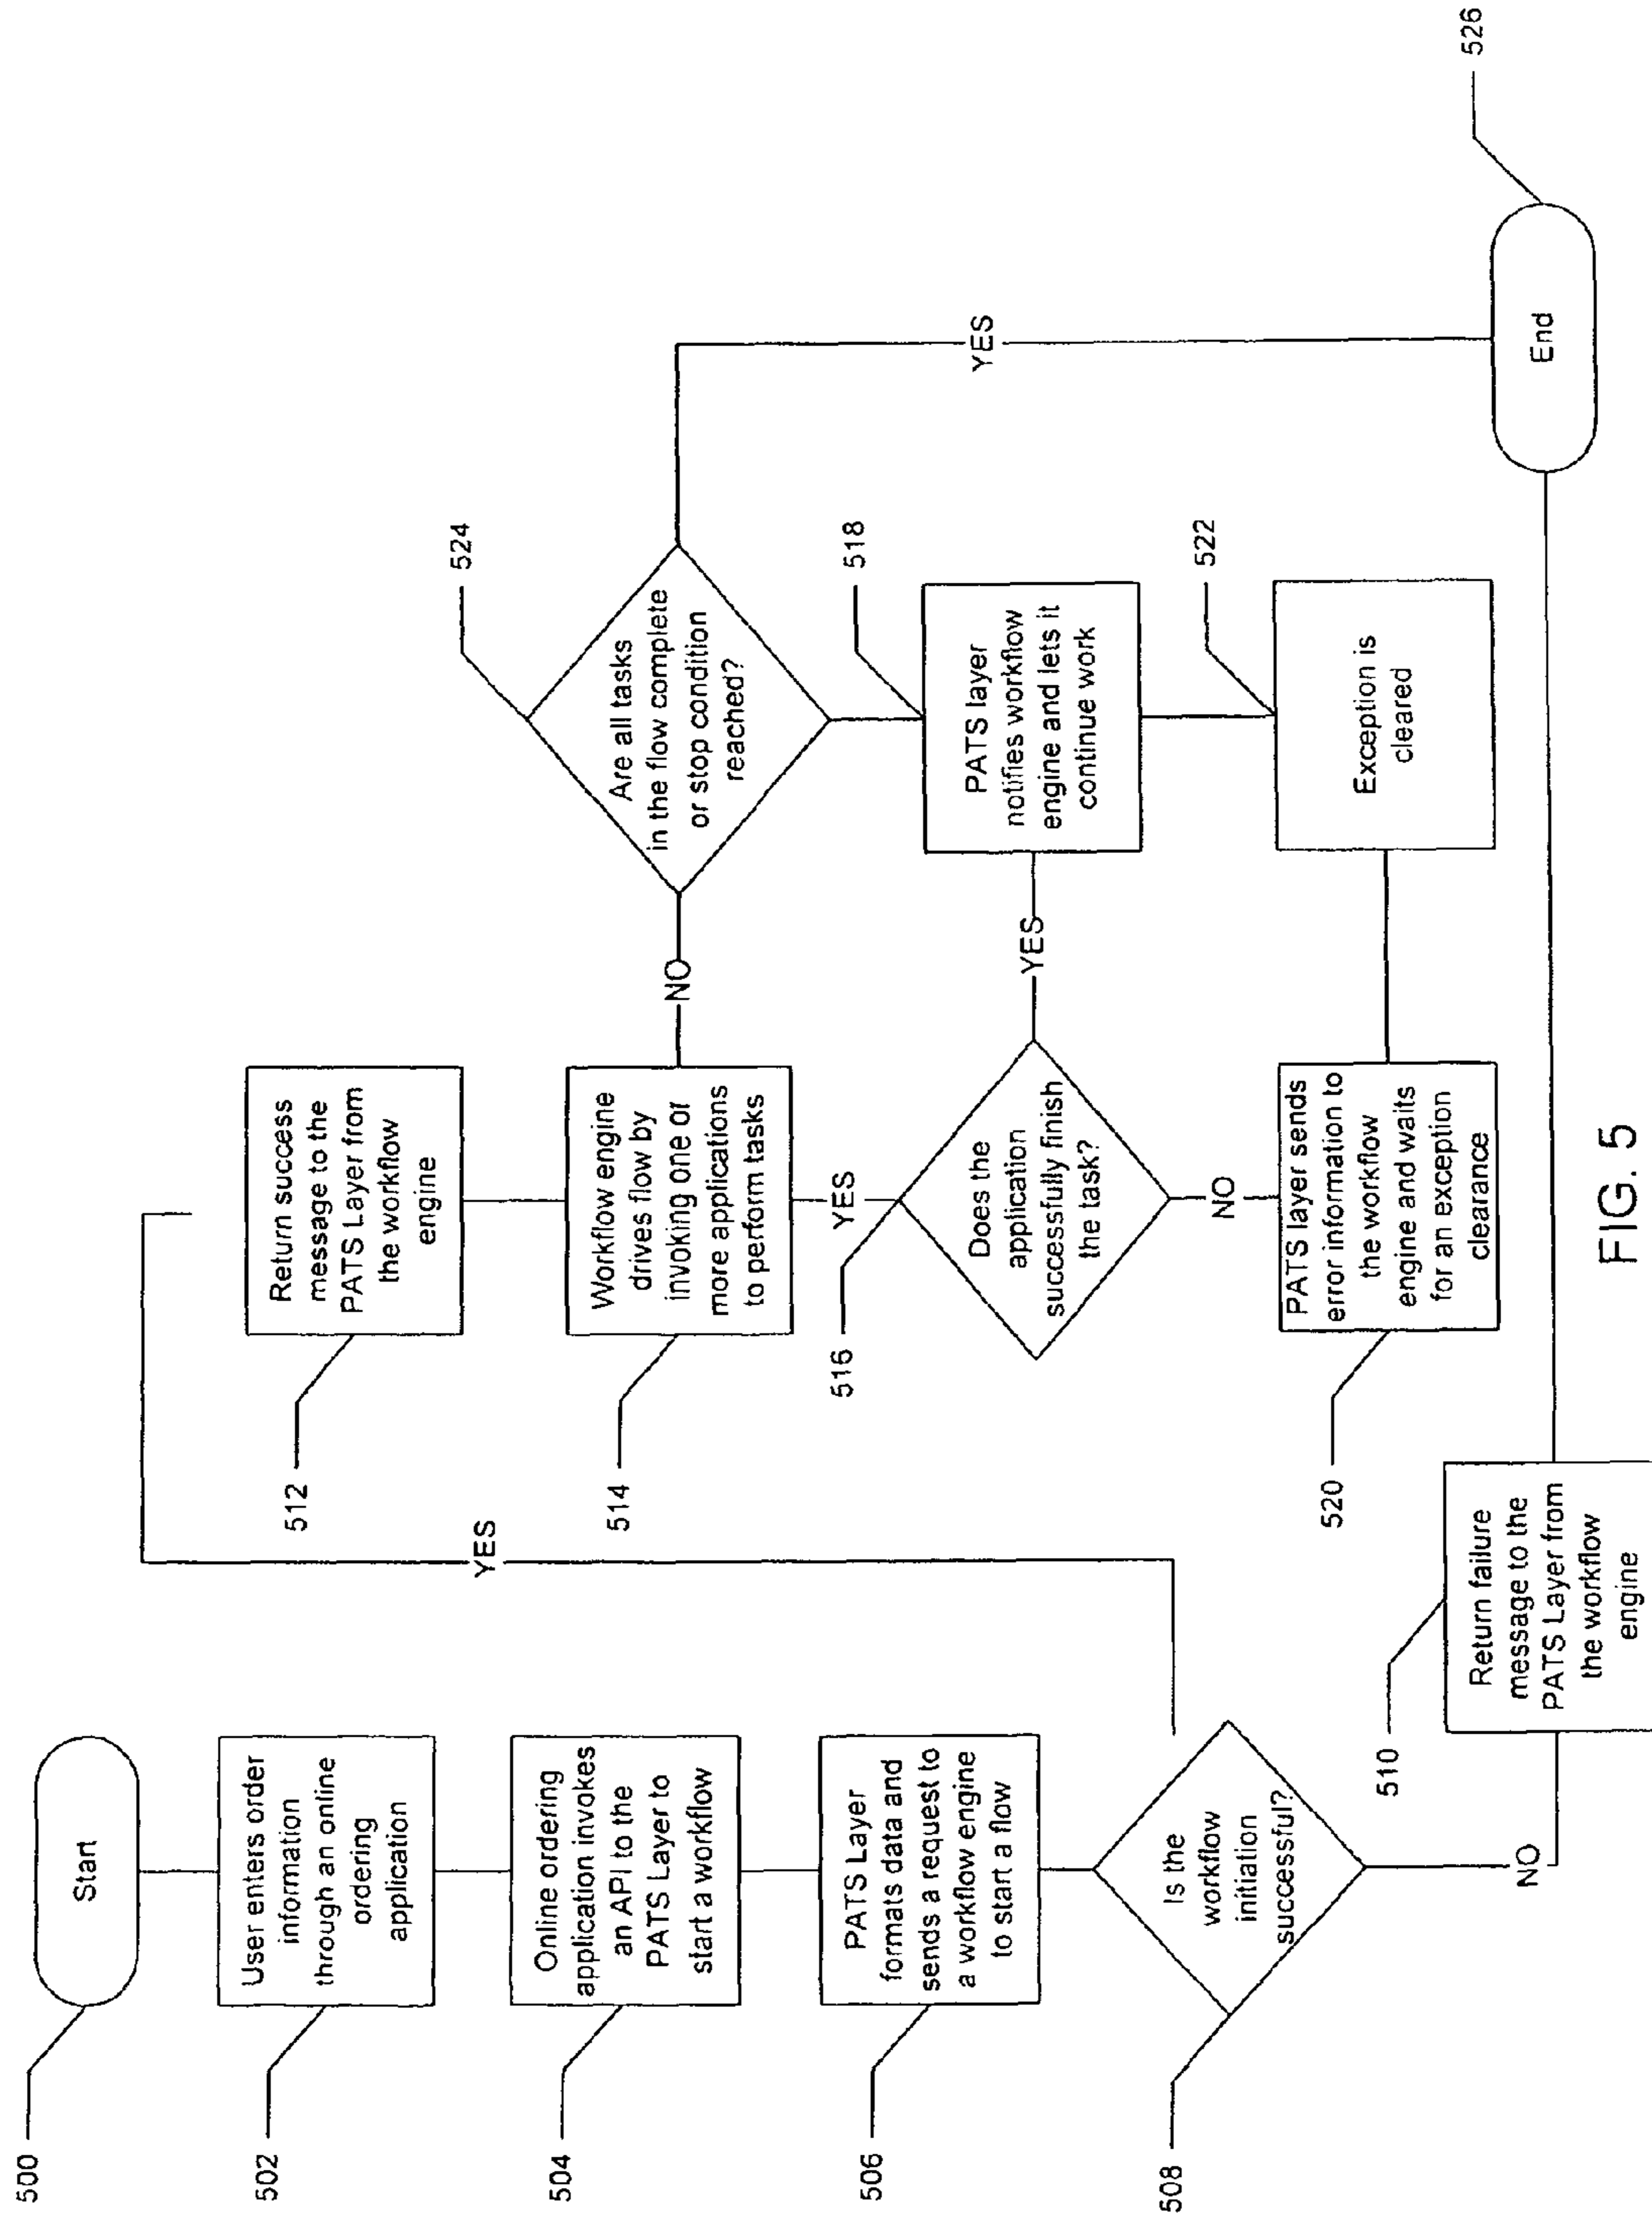 500
Start
502
User enters order
information
through an online
ordering
application
504
Online ordering
application invokes
an API to the
PATS Layer to
start a workflow
506
PATS Layer
formats data and
sends a request to
a workflow engine
to start a flow
508
Is the
workflow
initiation
successful?
YES
NO
510
Return failure
message to the
PATS Layer from
the workflow
engine
512
Return success
message to the
PATS Layer from
the workflow
engine
514
Workflow engine
drives flow by
invoking one or
more applications
to perform tasks
YES
516
Does the
application
successfully finish
the task?
YES
NO
520
PATS layer sends
error information to
the workflow
engine and waits
for an exception
clearance
NO
524
Are all tasks
in the flow complete
or stop condition
reached?
518
PATS layer
notifies workflow
engine and lets it
continue work
522
Exception is
cleared
YES
526
End
FIG. 5